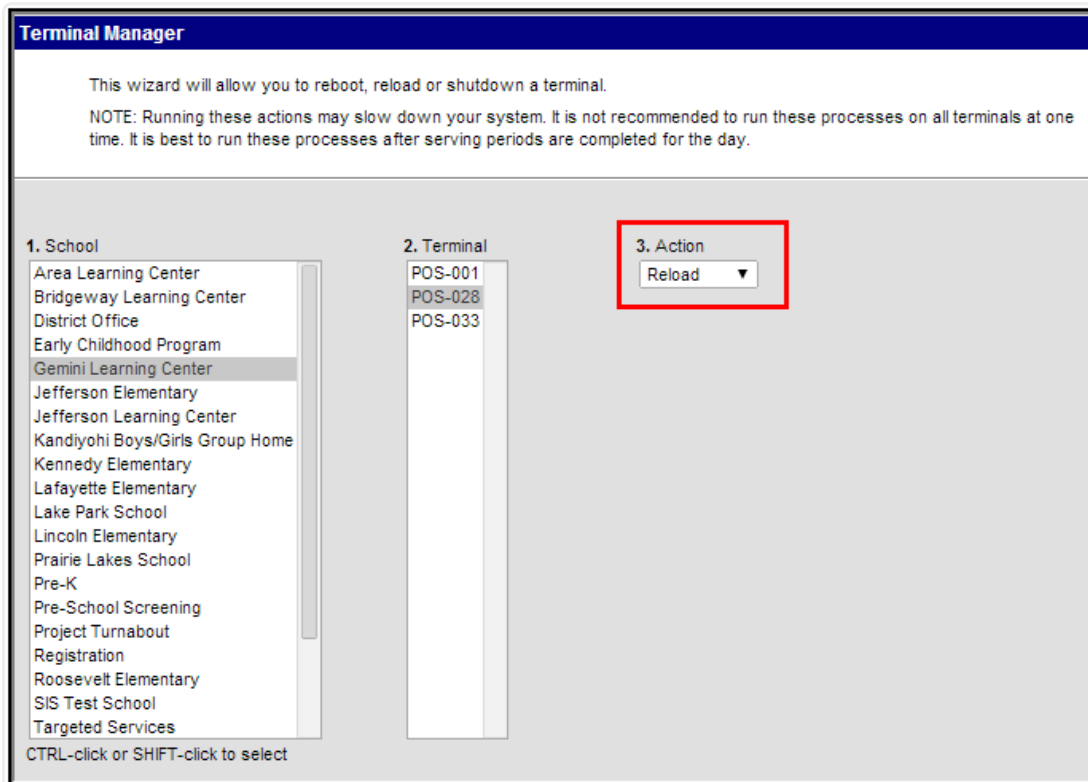 Terminal Manager
This wizard will allow you to reboot, reload or shutdown a terminal.
NOTE: Running these actions may slow down your system. It is not recommended to run these processes on all terminals at one
time. It is best to run these processes after serving periods are completed for the day.
1. School
Area Learning Center
Bridgeway Learning Center
District Office
Early Childhood Program
Gemini Learning Center
Jefferson Elementary
Jefferson Learning Center
Kandiyohi Boys/Girls Group Home
Kennedy Elementary
Lafayette Elementary
Lake Park School
Lincoln Elementary
Prairie Lakes School
Pre-K
Pre-School Screening
Project Turnabout
Registration
Roosevelt Elementary
SIS Test School
Targeted Services
CTRL-click or SHIFT-click to select
2. Terminal
POS-001
POS-028
POS-033
3. Action
Reload